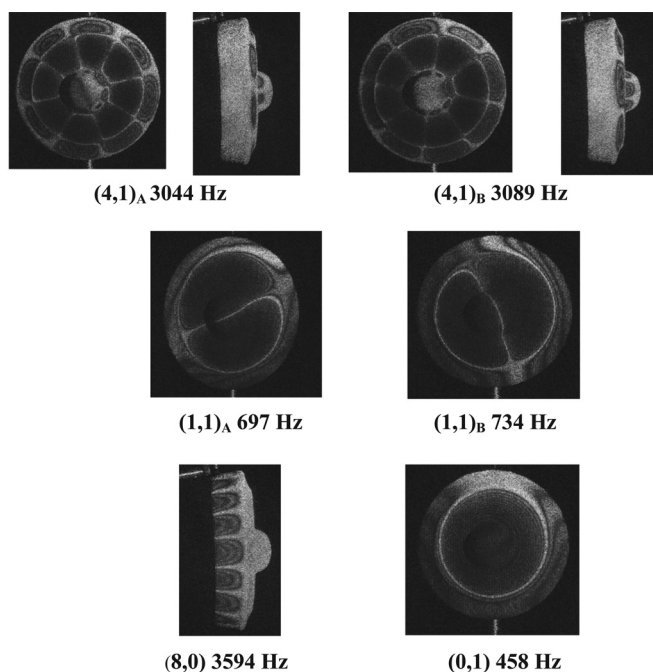 (4,1)A 3044 Hz
(4,1)B 3089 Hz
(1,1)A 697 Hz
(1,1)B 734 Hz
(8,0) 3594 Hz
(0,1) 458 Hz